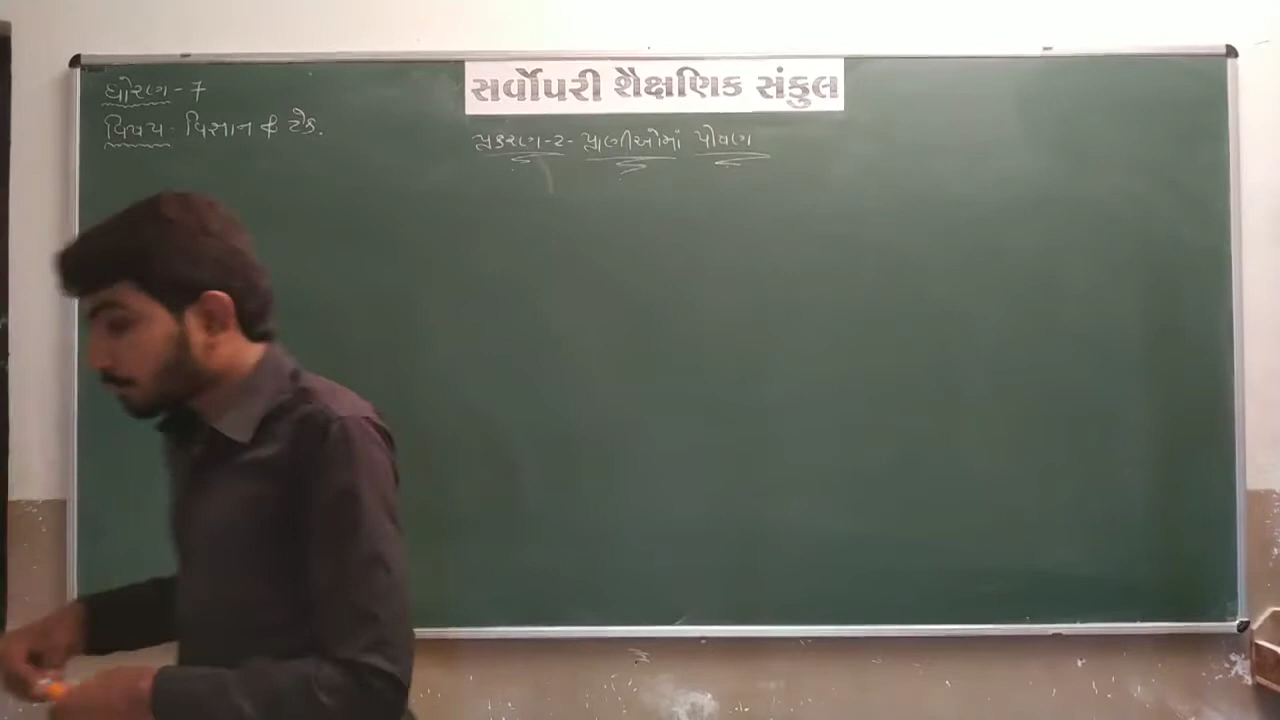 સર્વોપરી શૈક્ષણિક સંકુલ
ધોરણ - 7
વિષય - વિજ્ઞાન & ટેક.
પ્રકરણ-2- પ્રાણીઓમાં પોષણ